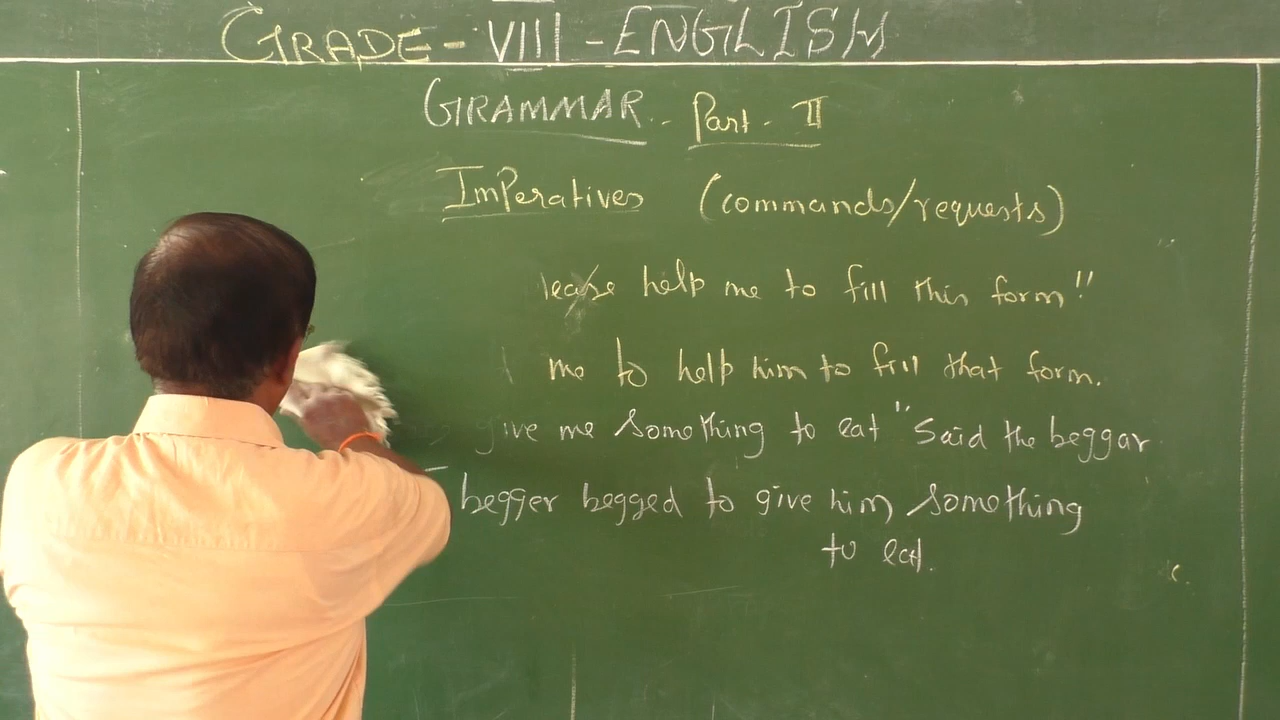 GRADE - VIII - ENGLISH
GRAMMAR - Part - II
Imperatives (commands/requests)
lease help me to fill this form"
me to help him to fill that form.
give me something to eat" said the beggar
begger begged to give him something
to eat.